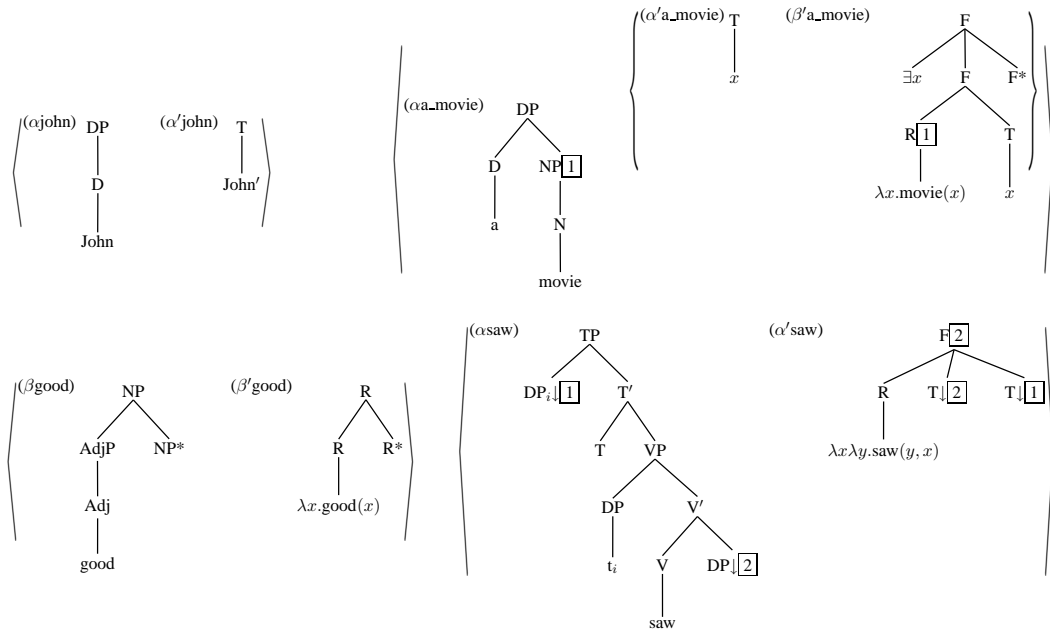 (α′a_movie) T (β′a_movie) F
x ∃x F F*
(αjohn) DP (α′john) T (αa_movie) DP R 1 T
D John′ D NP 1 λx.movie(x) x
John a N
movie
(αsaw) TP (α′saw) F 2
(βgood) NP (β′good) R DPᵢ↓ 1 T′ R T↓ 2 T↓ 1
AdjP NP* R R* T VP λxλy.saw(y, x)
Adj λx.good(x) DP V′
good tᵢ V DP↓ 2
saw